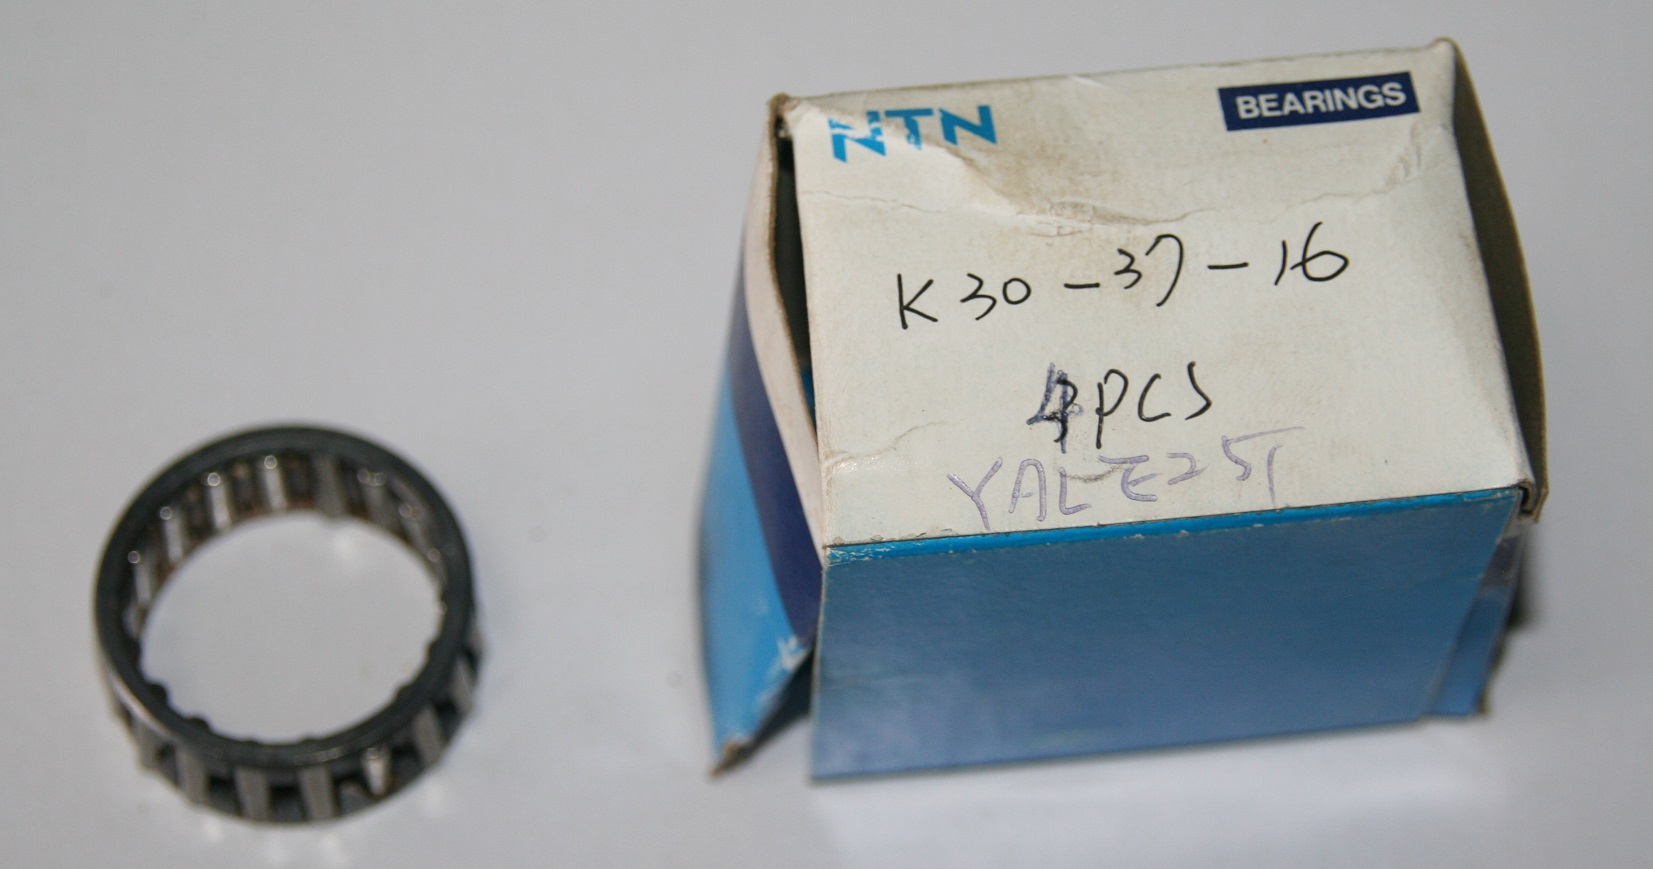 NTN BEARINGS
K30-37-16
4PCS
YALE25T